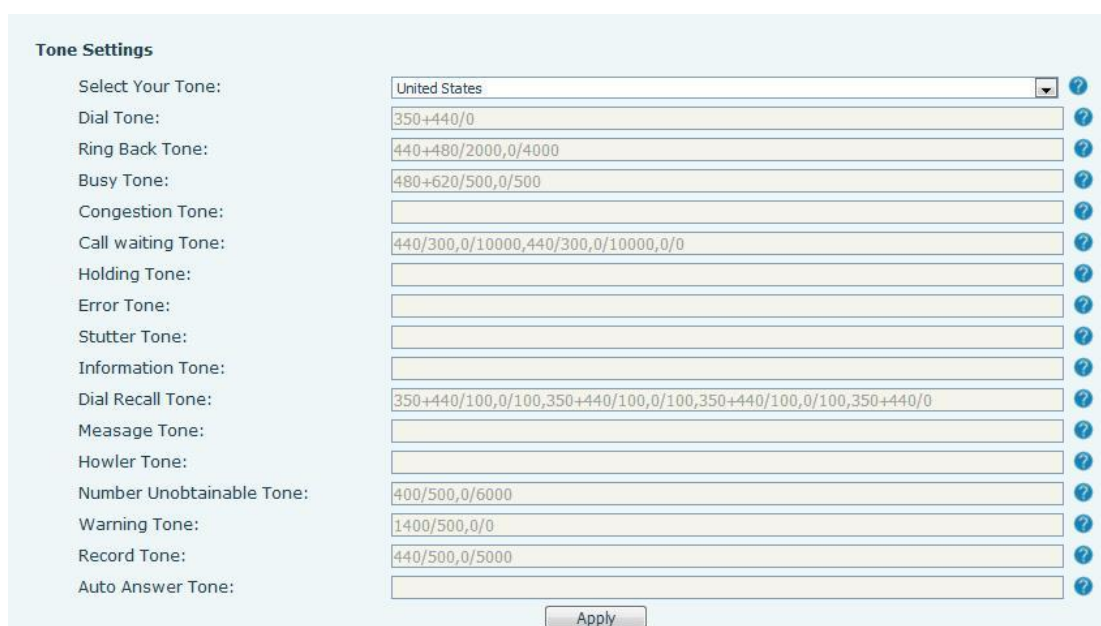 Tone Settings
Select Your Tone: United States
Dial Tone: 350+440/0
Ring Back Tone: 440+480/2000,0/4000
Busy Tone: 480+620/500,0/500
Congestion Tone:
Call waiting Tone: 440/300,0/10000,440/300,0/10000,0/0
Holding Tone:
Error Tone:
Stutter Tone:
Information Tone:
Dial Recall Tone: 350+440/100,0/100,350+440/100,0/100,350+440/100,0/100,350+440/0
Meassage Tone:
Howler Tone:
Number Unobtainable Tone: 400/500,0/6000
Warning Tone: 1400/500,0/0
Record Tone: 440/500,0/5000
Auto Answer Tone:
Apply